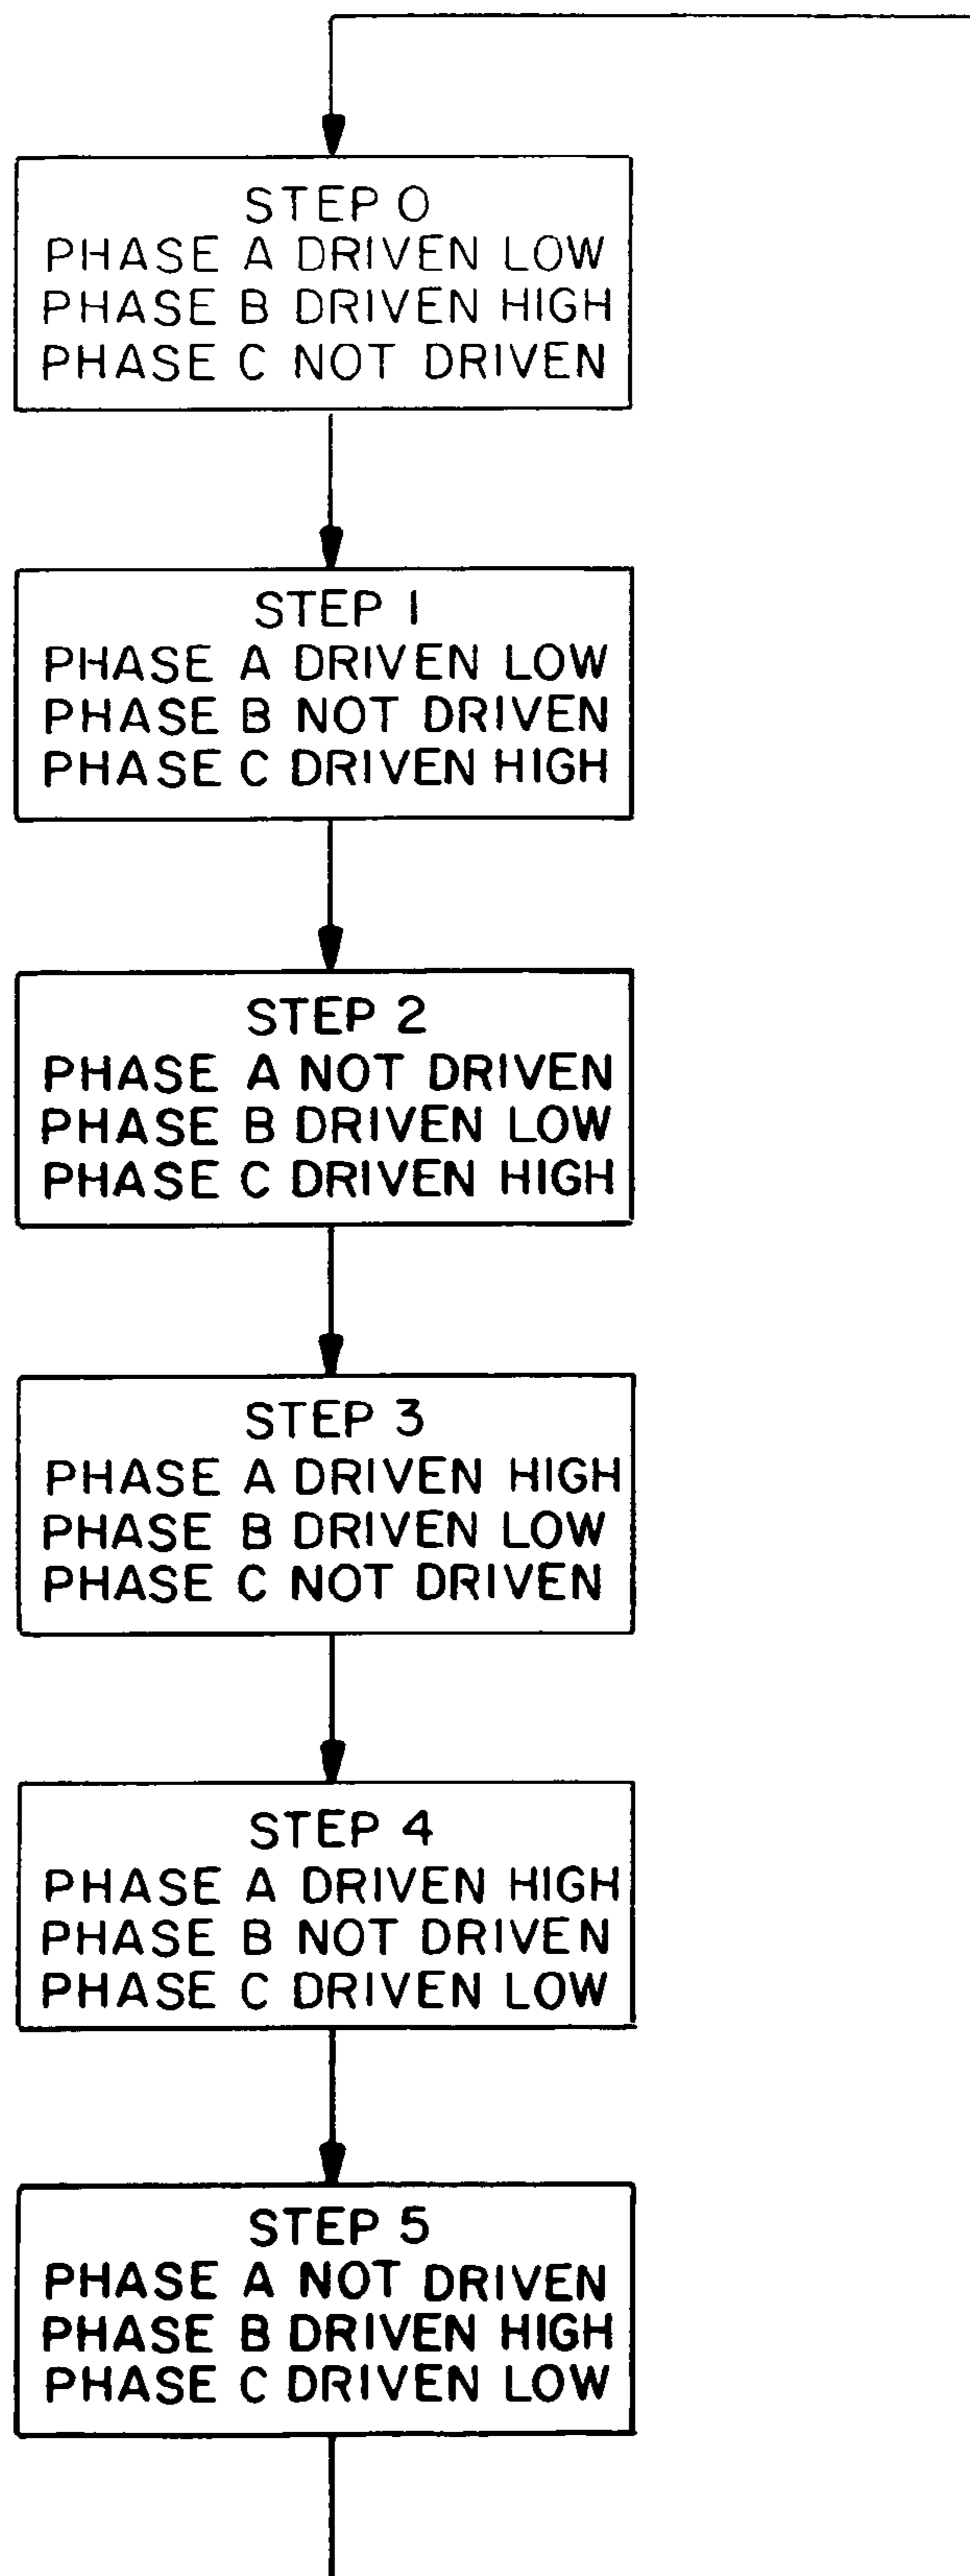 STEP 0
PHASE A DRIVEN LOW
PHASE B DRIVEN HIGH
PHASE C NOT DRIVEN
STEP 1
PHASE A DRIVEN LOW
PHASE B NOT DRIVEN
PHASE C DRIVEN HIGH
STEP 2
PHASE A NOT DRIVEN
PHASE B DRIVEN LOW
PHASE C DRIVEN HIGH
STEP 3
PHASE A DRIVEN HIGH
PHASE B DRIVEN LOW
PHASE C NOT DRIVEN
STEP 4
PHASE A DRIVEN HIGH
PHASE B NOT DRIVEN
PHASE C DRIVEN LOW
STEP 5
PHASE A NOT DRIVEN
PHASE B DRIVEN HIGH
PHASE C DRIVEN LOW